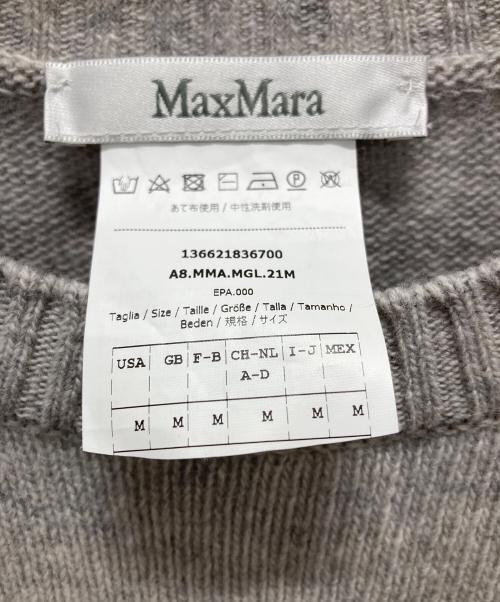 MaxMara
あて布使用 / 中性洗剤使用
136621836700
A8.MMA.MGL.21M
EPA.000
Taglia / Size / Taille / Größe / Talla / Tamanho /
Beden / 規格 / サイズ
USA GB F-B CH-NL I-J MEX
A-D
M M M M M M